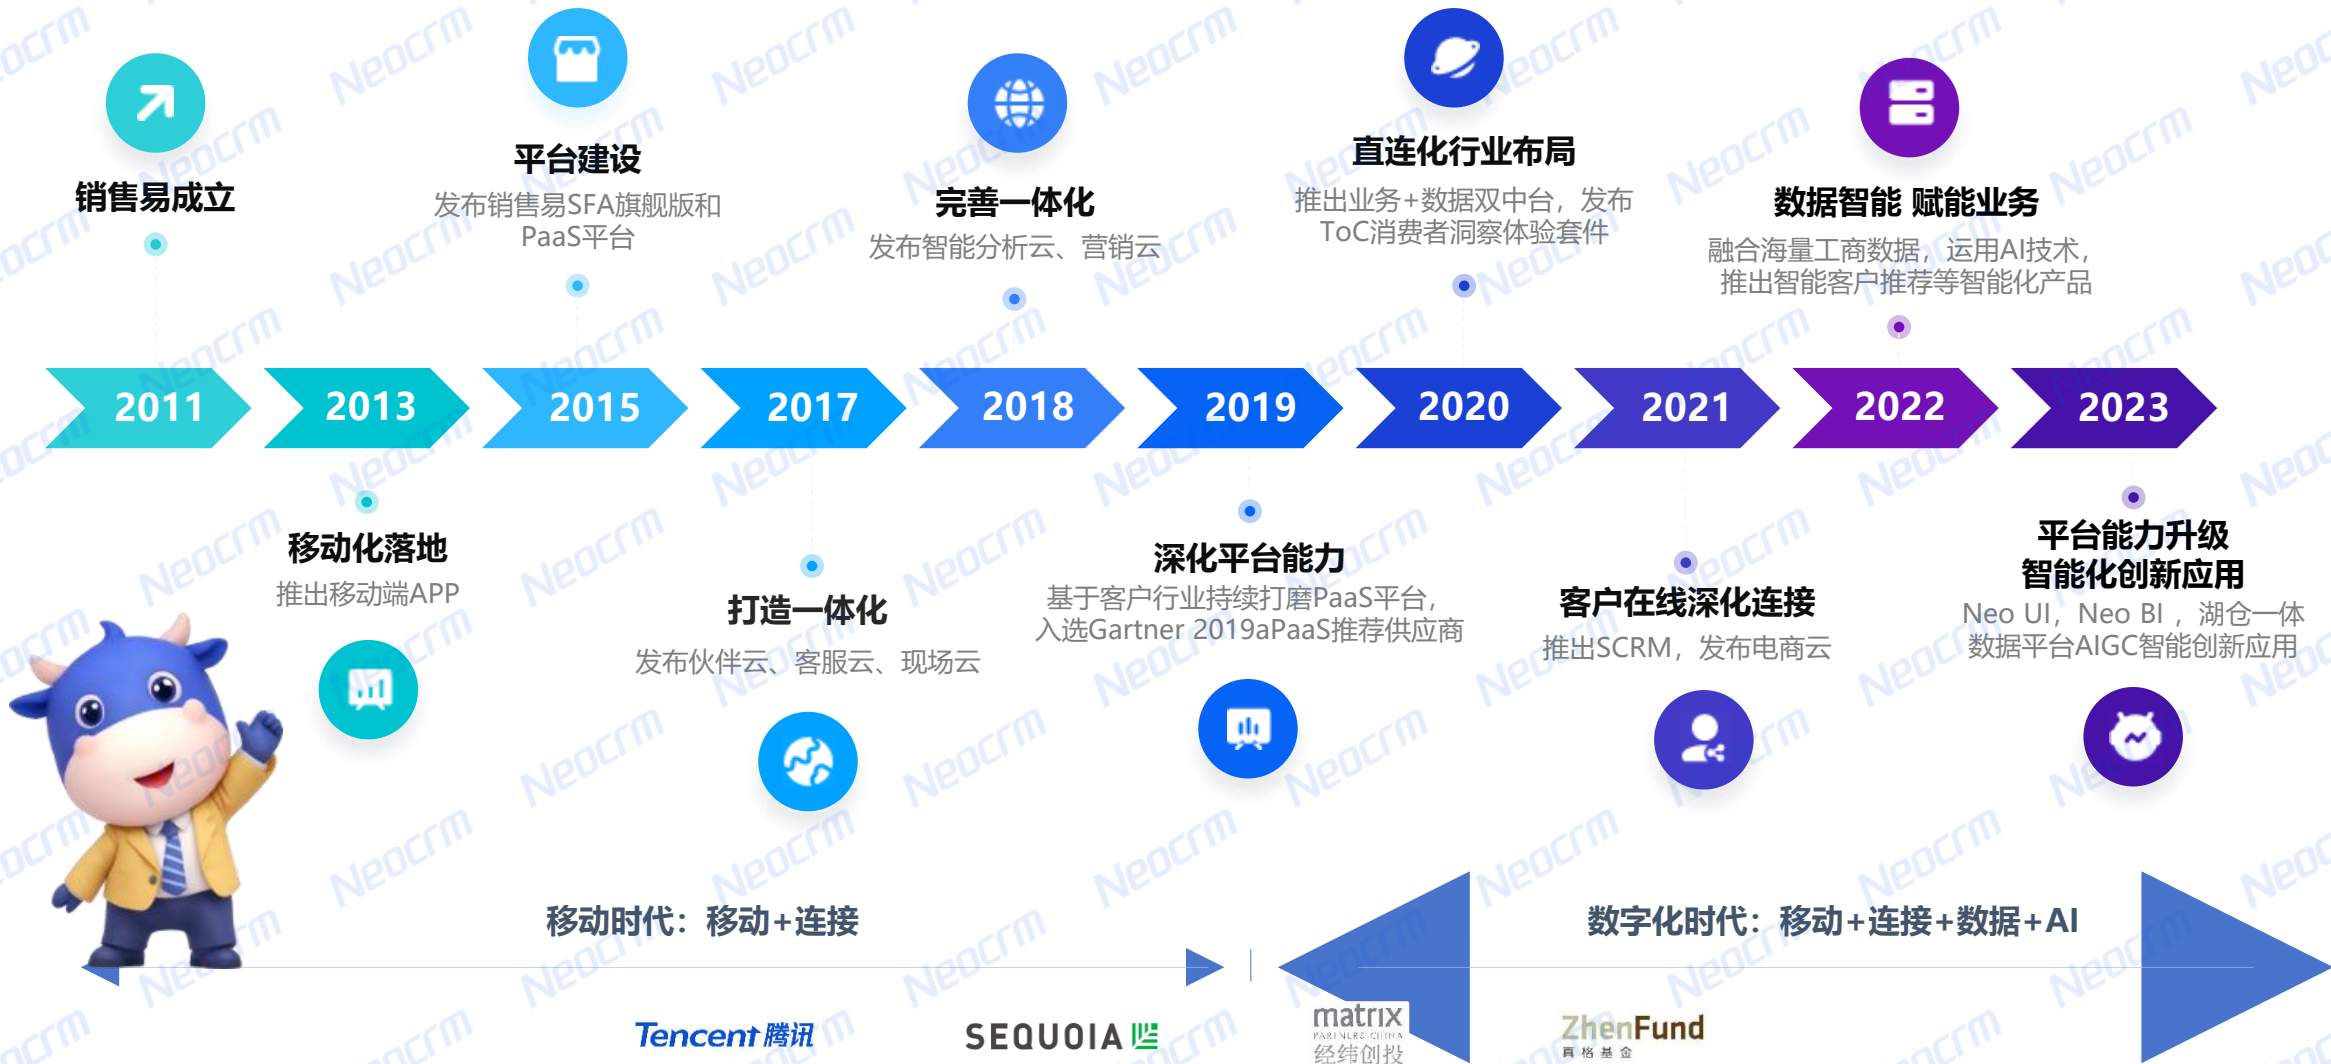 销售易成立
平台建设
发布销售易SFA旗舰版和
PaaS平台
完善一体化
发布智能分析云、营销云
直连化行业布局
推出业务+数据双中台，发布
ToC消费者洞察体验套件
数据智能 赋能业务
融合海量工商数据，运用AI技术，
推出智能客户推荐等智能化产品
2011
2013
2015
2017
2018
2019
2020
2021
2022
2023
移动化落地
推出移动端APP
打造一体化
发布伙伴云、客服云、现场云
深化平台能力
基于客户行业持续打磨PaaS平台，
入选Gartner 2019aPaaS推荐供应商
客户在线深化连接
推出SCRM，发布电商云
平台能力升级
智能化创新应用
Neo UI，Neo BI ，湖仓一体
数据平台AIGC智能创新应用
移动时代：移动+连接
数字化时代：移动+连接+数据+AI
Tencent 腾讯
SEQUOIA
matrix
PARTNERS CHINA
经纬创投
ZhenFund
真格基金
Neocrm